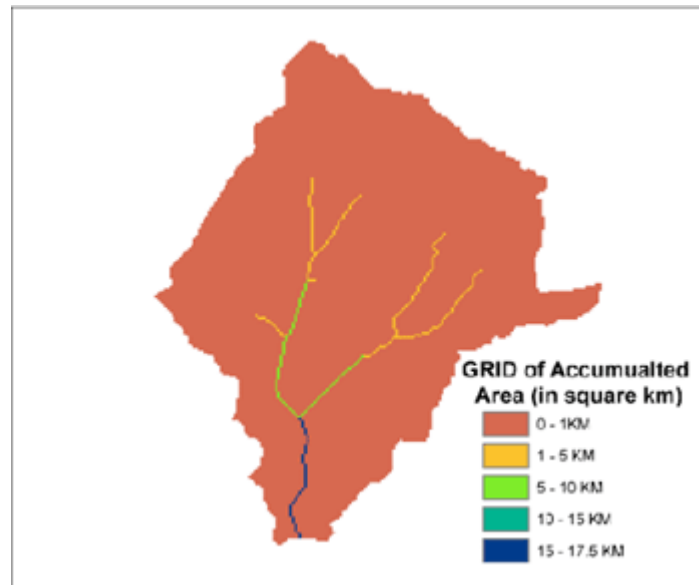 GRID of Accumualted
Area (in square km)
0 - 1KM
1 - 5 KM
5 - 10 KM
10 - 15 KM
15 - 17.5 KM